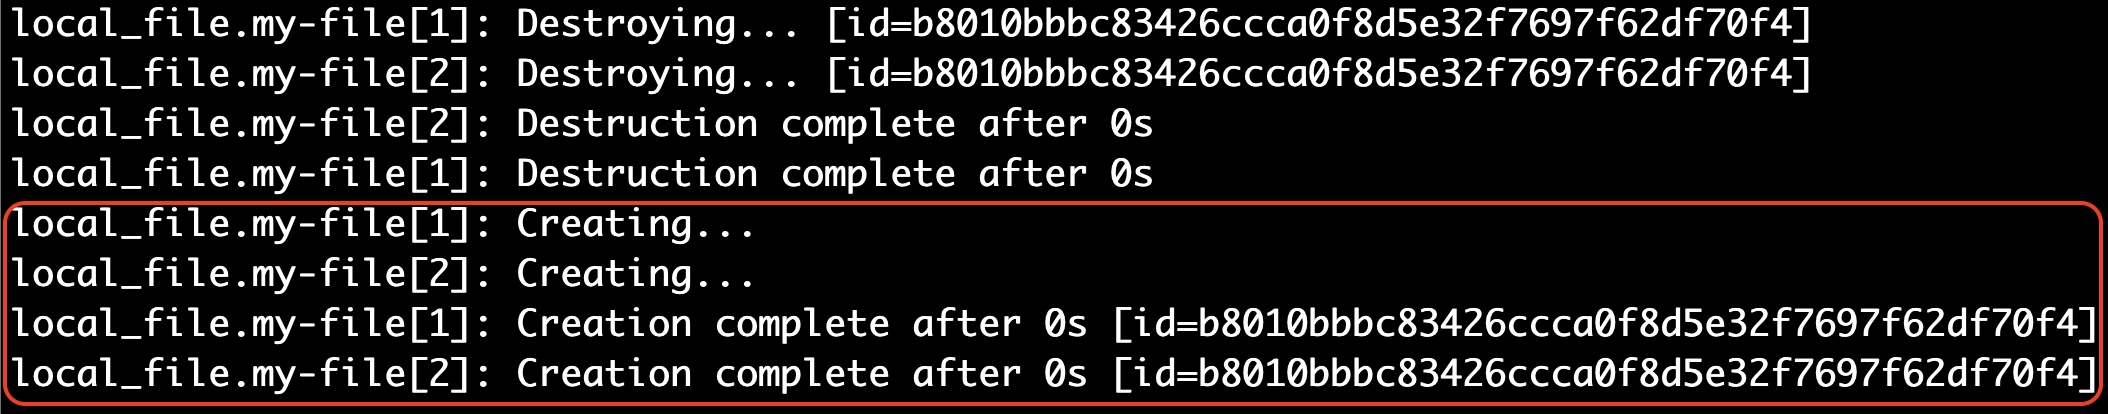 local_file.my-file[1]: Destroying... [id=b8010bbbc83426ccca0f8d5e32f7697f62df70f4]
local_file.my-file[2]: Destroying... [id=b8010bbbc83426ccca0f8d5e32f7697f62df70f4]
local_file.my-file[2]: Destruction complete after 0s
local_file.my-file[1]: Destruction complete after 0s
local_file.my-file[1]: Creating...
local_file.my-file[2]: Creating...
local_file.my-file[1]: Creation complete after 0s [id=b8010bbbc83426ccca0f8d5e32f7697f62df70f4]
local_file.my-file[2]: Creation complete after 0s [id=b8010bbbc83426ccca0f8d5e32f7697f62df70f4]